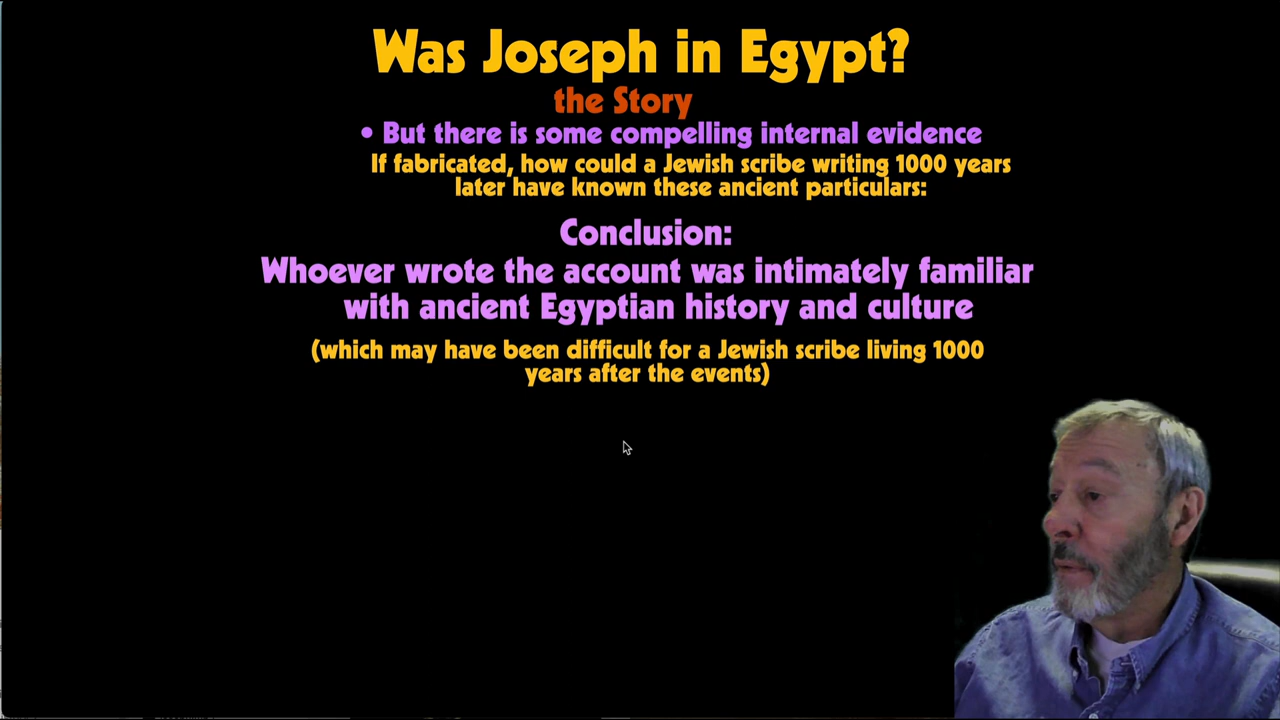 Was Joseph in Egypt?
the Story
• But there is some compelling internal evidence
If fabricated, how could a Jewish scribe writing 1000 years
later have known these ancient particulars:
Conclusion:
Whoever wrote the account was intimately familiar
with ancient Egyptian history and culture
(which may have been difficult for a Jewish scribe living 1000
years after the events)